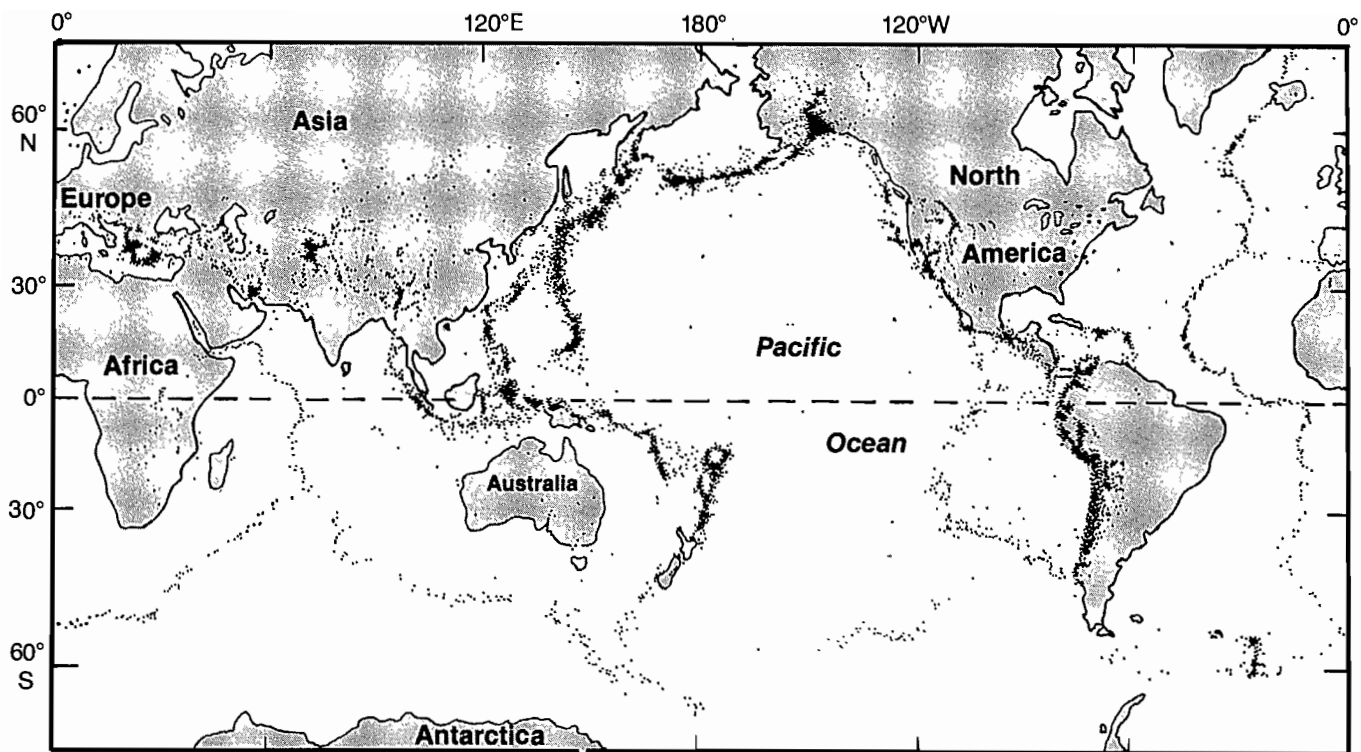 0° 120°E 180° 120°W 0°
60°
N
Asia
Europe
North
America
30°
Pacific
Africa
0°
Ocean
Australia
30°
60°
S
Antarctica